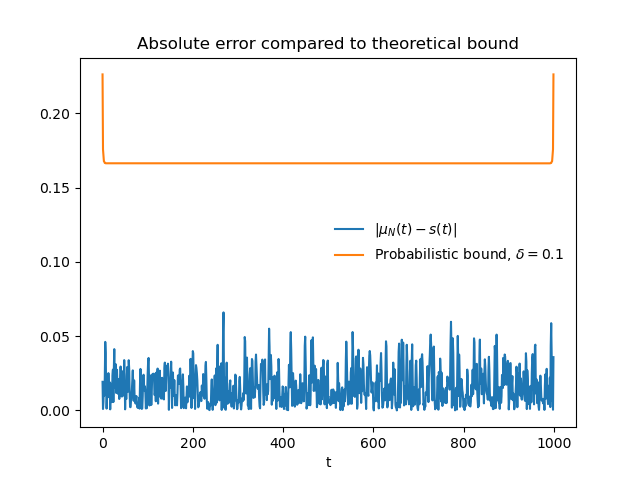 Absolute error compared to theoretical bound
0.20
0.15
0.10
0.05
0.00
|μ_N(t) − s(t)|
Probabilistic bound, δ = 0.1
0 200 400 600 800 1000
t